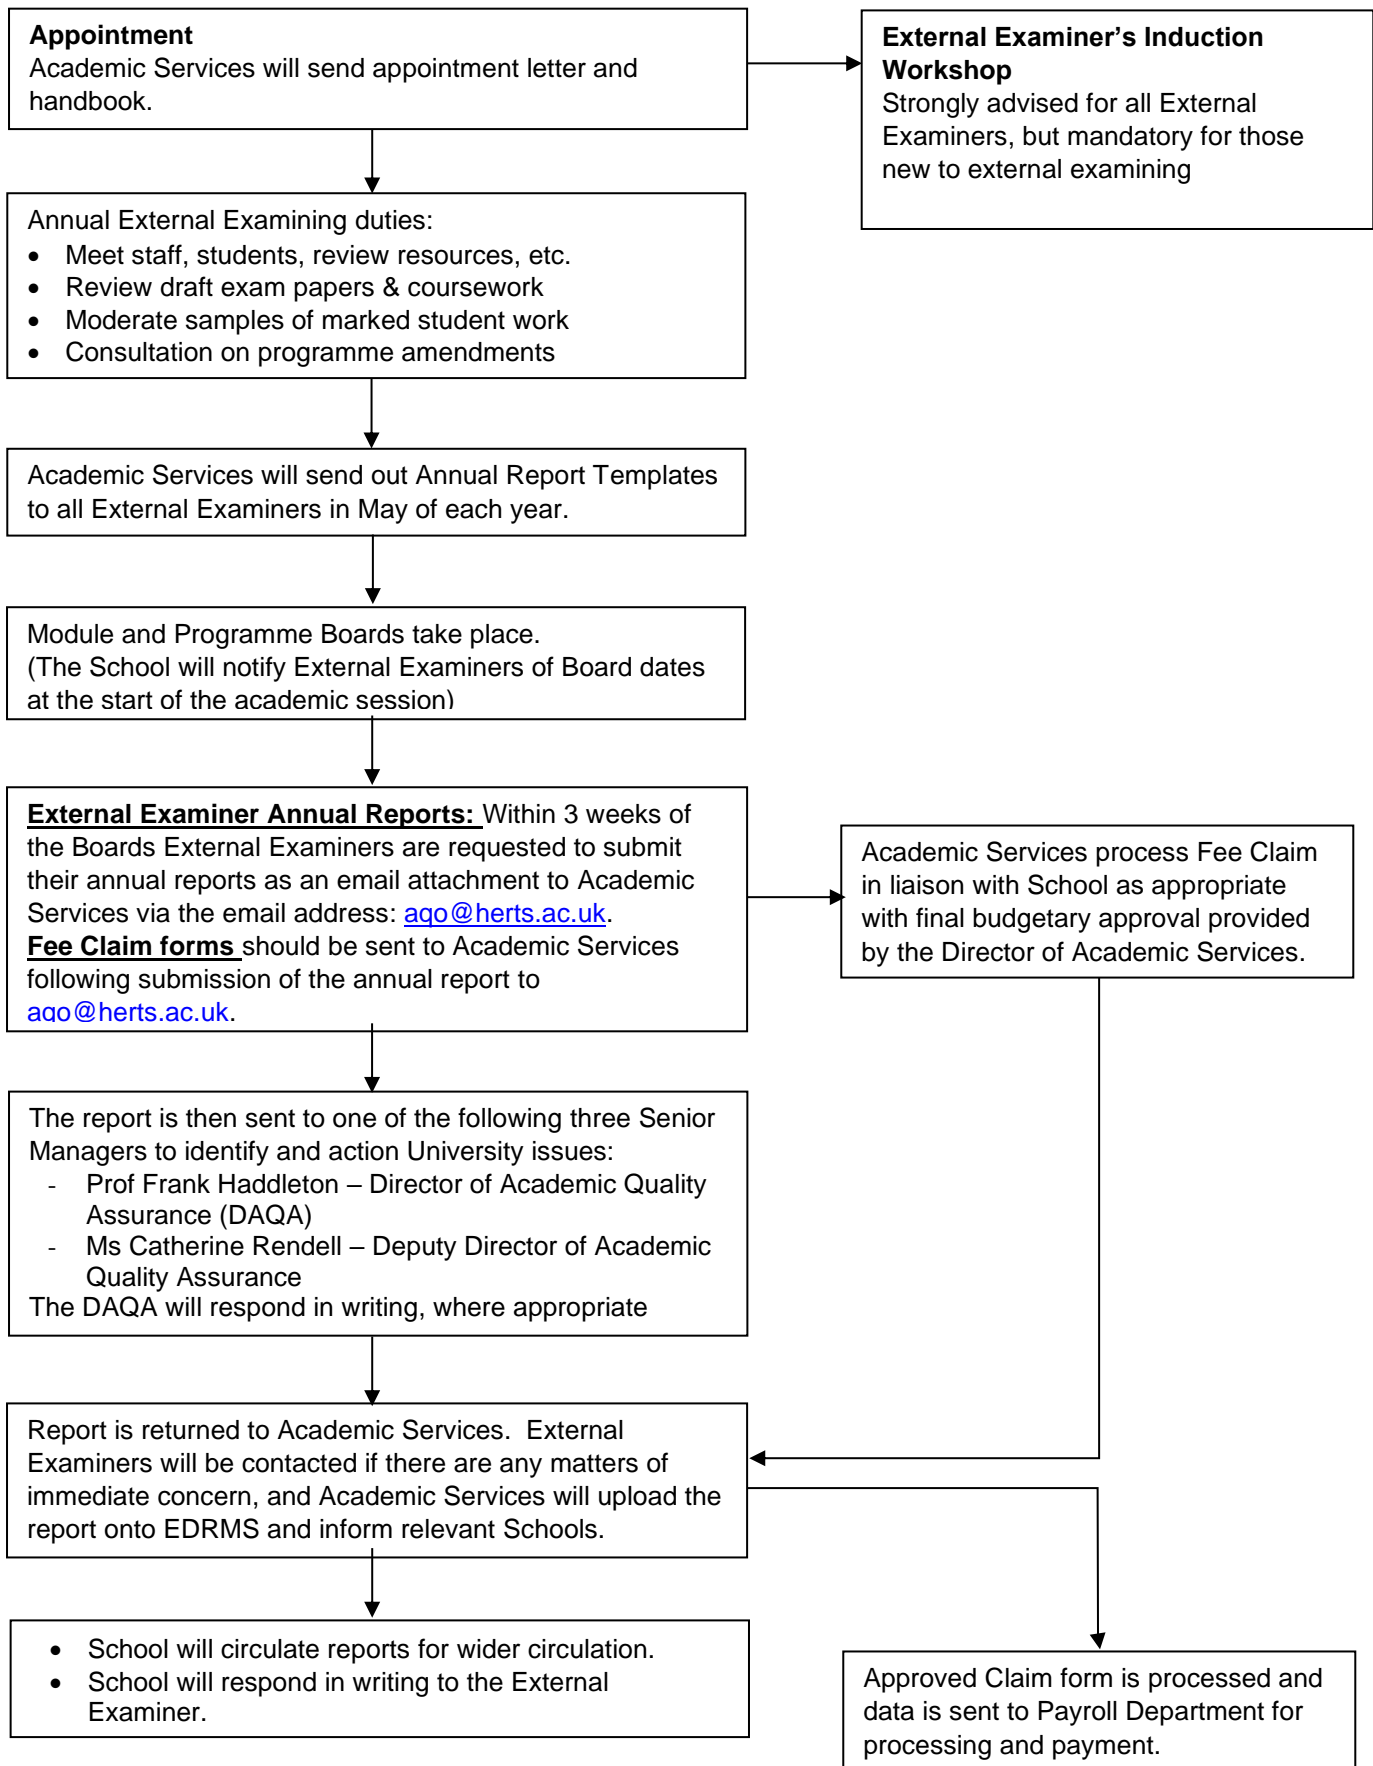 Appointment
Academic Services will send appointment letter and
handbook.
External Examiner's Induction
Workshop
Strongly advised for all External
Examiners, but mandatory for those
new to external examining
Annual External Examining duties:
• Meet staff, students, review resources, etc.
• Review draft exam papers & coursework
• Moderate samples of marked student work
• Consultation on programme amendments
Academic Services will send out Annual Report Templates
to all External Examiners in May of each year.
Module and Programme Boards take place.
(The School will notify External Examiners of Board dates
at the start of the academic session)
External Examiner Annual Reports: Within 3 weeks of
the Boards External Examiners are requested to submit
their annual reports as an email attachment to Academic
Services via the email address: aqo@herts.ac.uk.
Fee Claim forms should be sent to Academic Services
following submission of the annual report to
aqo@herts.ac.uk.
Academic Services process Fee Claim
in liaison with School as appropriate
with final budgetary approval provided
by the Director of Academic Services.
The report is then sent to one of the following three Senior
Managers to identify and action University issues:
- Prof Frank Haddleton – Director of Academic Quality
Assurance (DAQA)
- Ms Catherine Rendell – Deputy Director of Academic
Quality Assurance
The DAQA will respond in writing, where appropriate
Report is returned to Academic Services. External
Examiners will be contacted if there are any matters of
immediate concern, and Academic Services will upload the
report onto EDRMS and inform relevant Schools.
• School will circulate reports for wider circulation.
• School will respond in writing to the External
Examiner.
Approved Claim form is processed and
data is sent to Payroll Department for
processing and payment.